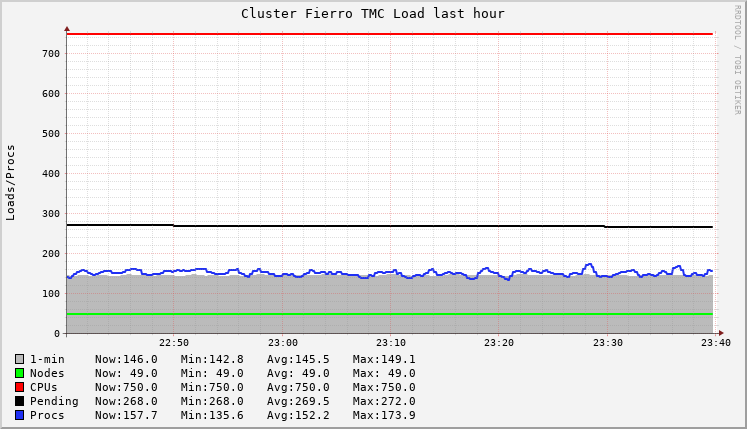 Cluster Fierro TMC Load last hour
RRDTOOL / TOBI OETIKER
Loads/Procs
700
600
500
400
300
200
100
0
22:50 23:00 23:10 23:20 23:30 23:40
1-min Now:146.0 Min:142.8 Avg:145.5 Max:149.1
Nodes Now: 49.0 Min: 49.0 Avg: 49.0 Max: 49.0
CPUs Now:750.0 Min:750.0 Avg:750.0 Max:750.0
Pending Now:268.0 Min:268.0 Avg:269.5 Max:272.0
Procs Now:157.7 Min:135.6 Avg:152.2 Max:173.9